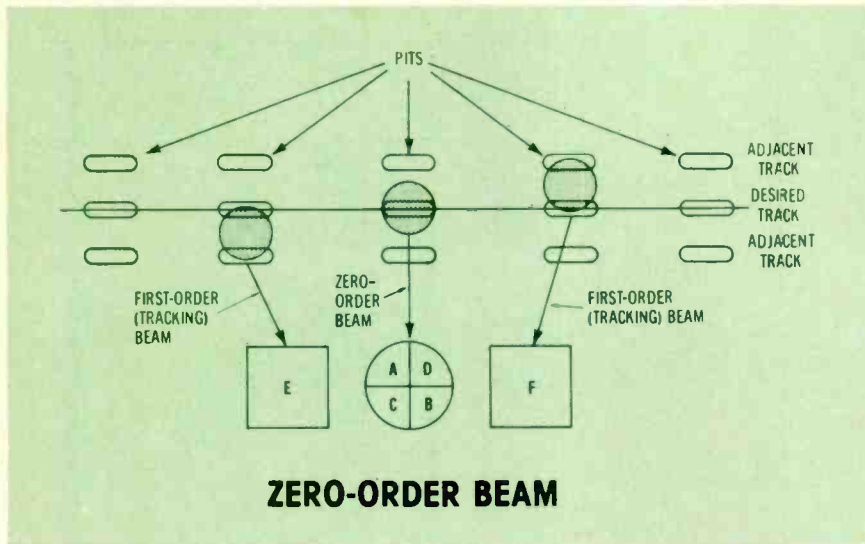 PITS
ADJACENT
TRACK
DESIRED
TRACK
ADJACENT
TRACK
FIRST-ORDER
(TRACKING)
BEAM
ZERO-
ORDER
BEAM
FIRST-ORDER
(TRACKING) BEAM
E
A D
C B
F
ZERO-ORDER BEAM